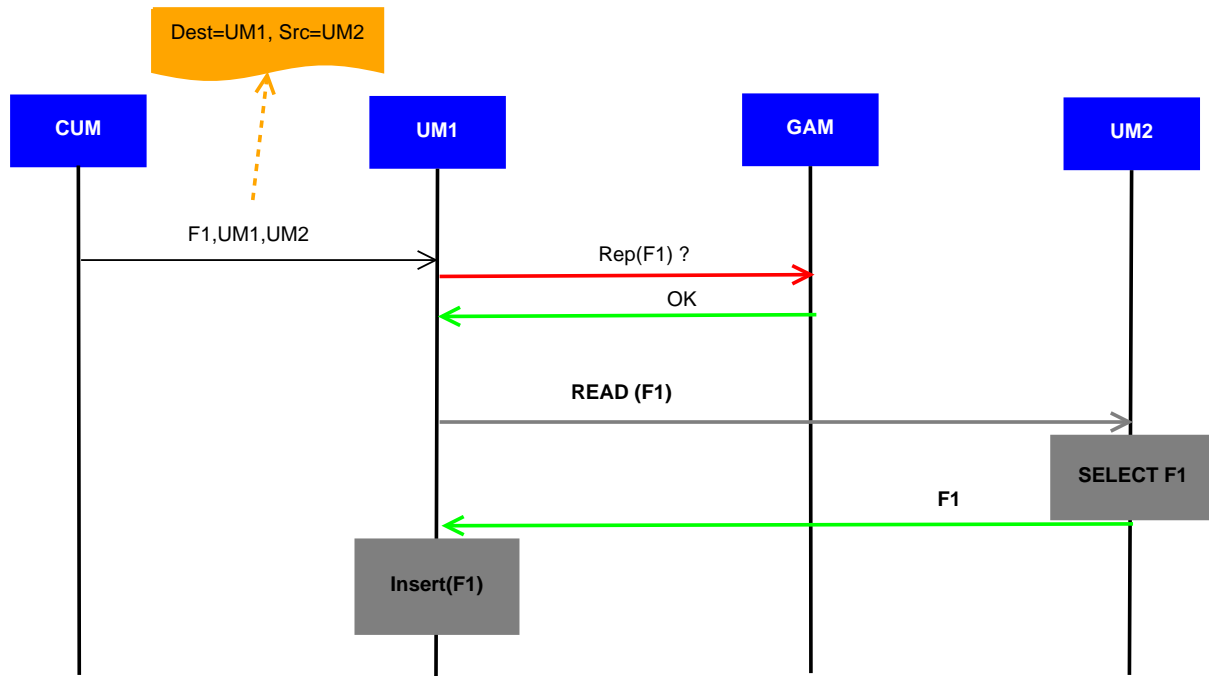 Dest=UM1, Src=UM2
CUM
UM1
GAM
UM2
F1,UM1,UM2
Rep(F1) ?
OK
READ (F1)
SELECT F1
F1
Insert(F1)